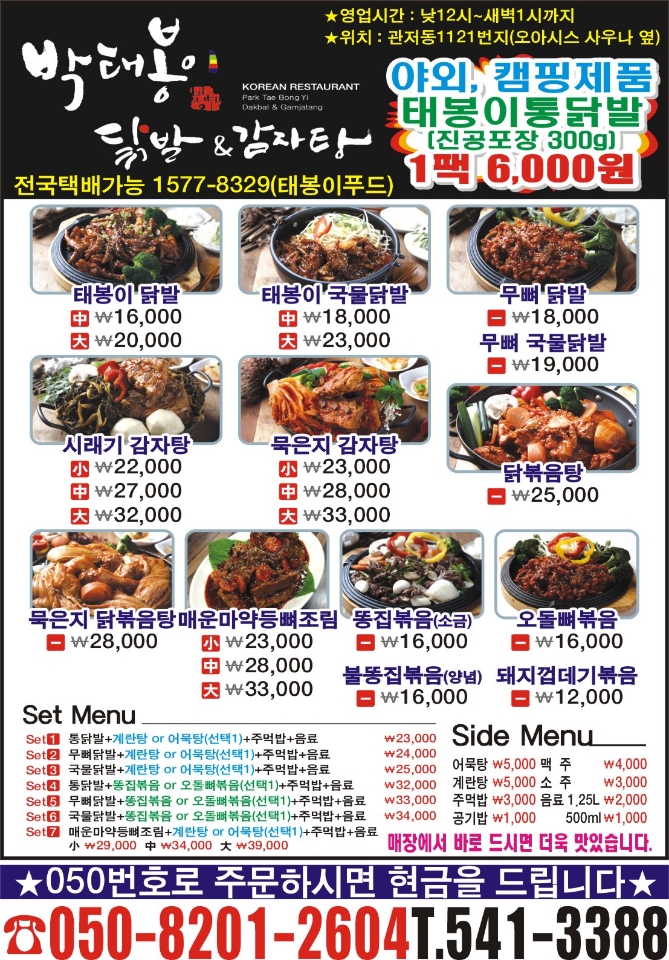 ★영업시간 : 낮12시~새벽1시까지
★위치 : 관저동1121번지(오아시스 사우나 옆)
박태봉이
KOREAN RESTAURANT
Park Tae Bong Yi
Dakbal & Gamjatang
닭발 & 감자탕
야외, 캠핑제품
태봉이통닭발
(진공포장 300g)
1팩 6,000원
전국택배가능 1577-8329(태봉이푸드)
태봉이 닭발
中 ₩16,000
大 ₩20,000
태봉이 국물닭발
中 ₩18,000
大 ₩23,000
무뼈 닭발
一 ₩18,000
무뼈 국물닭발
一 ₩19,000
시래기 감자탕
小 ₩22,000
中 ₩27,000
大 ₩32,000
묵은지 감자탕
小 ₩23,000
中 ₩28,000
大 ₩33,000
닭볶음탕
一 ₩25,000
묵은지 닭볶음탕
一 ₩28,000
매운마약등뼈조림
小 ₩23,000
中 ₩28,000
大 ₩33,000
똥집볶음(소금)
一 ₩16,000
불똥집볶음(양념)
一 ₩16,000
오돌뼈볶음
一 ₩16,000
돼지껍데기볶음
一 ₩12,000
Set Menu
Set1 통닭발+계란탕 or 어묵탕(선택1)+주먹밥+음료 ₩23,000
Set2 무뼈닭발+계란탕 or 어묵탕(선택1)+주먹밥+음료 ₩24,000
Set3 국물닭발+계란탕 or 어묵탕(선택1)+주먹밥+음료 ₩25,000
Set4 통닭발+똥집볶음 or 오돌뼈볶음(선택1)+주먹밥+음료 ₩32,000
Set5 무뼈닭발+똥집볶음 or 오돌뼈볶음(선택1)+주먹밥+음료 ₩33,000
Set6 국물닭발+똥집볶음 or 오돌뼈볶음(선택1)+주먹밥+음료 ₩34,000
Set7 매운마약등뼈조림+계란탕 or 어묵탕(선택1)+주먹밥+음료
小 ₩29,000 中 ₩34,000 大 ₩39,000
Side Menu
어묵탕 ₩5,000 맥 주 ₩4,000
계란탕 ₩5,000 소 주 ₩3,000
주먹밥 ₩3,000 음료 1.25L ₩2,000
공기밥 ₩1,000 500ml ₩1,000
매장에서 바로 드시면 더욱 맛있습니다.
★050번호로 주문하시면 현금을 드립니다★
☎050-8201-2604 T.541-3388